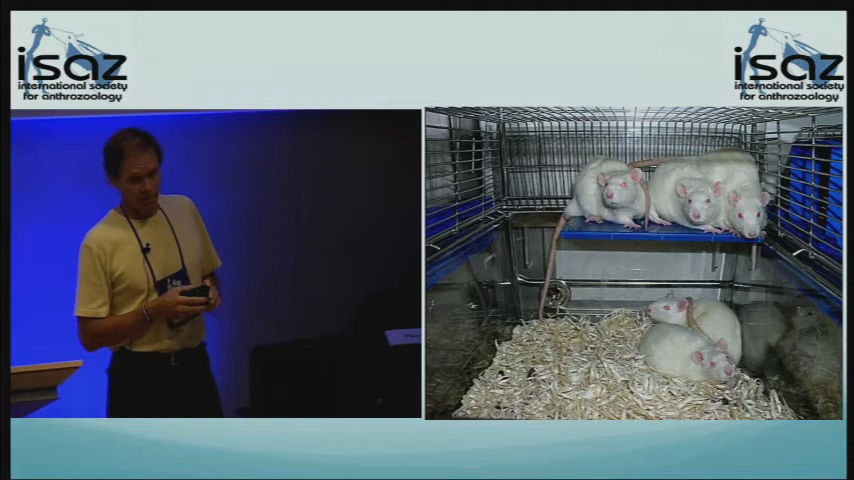 isaz
international society
for anthrozoology
isaz
international society
for anthrozoology